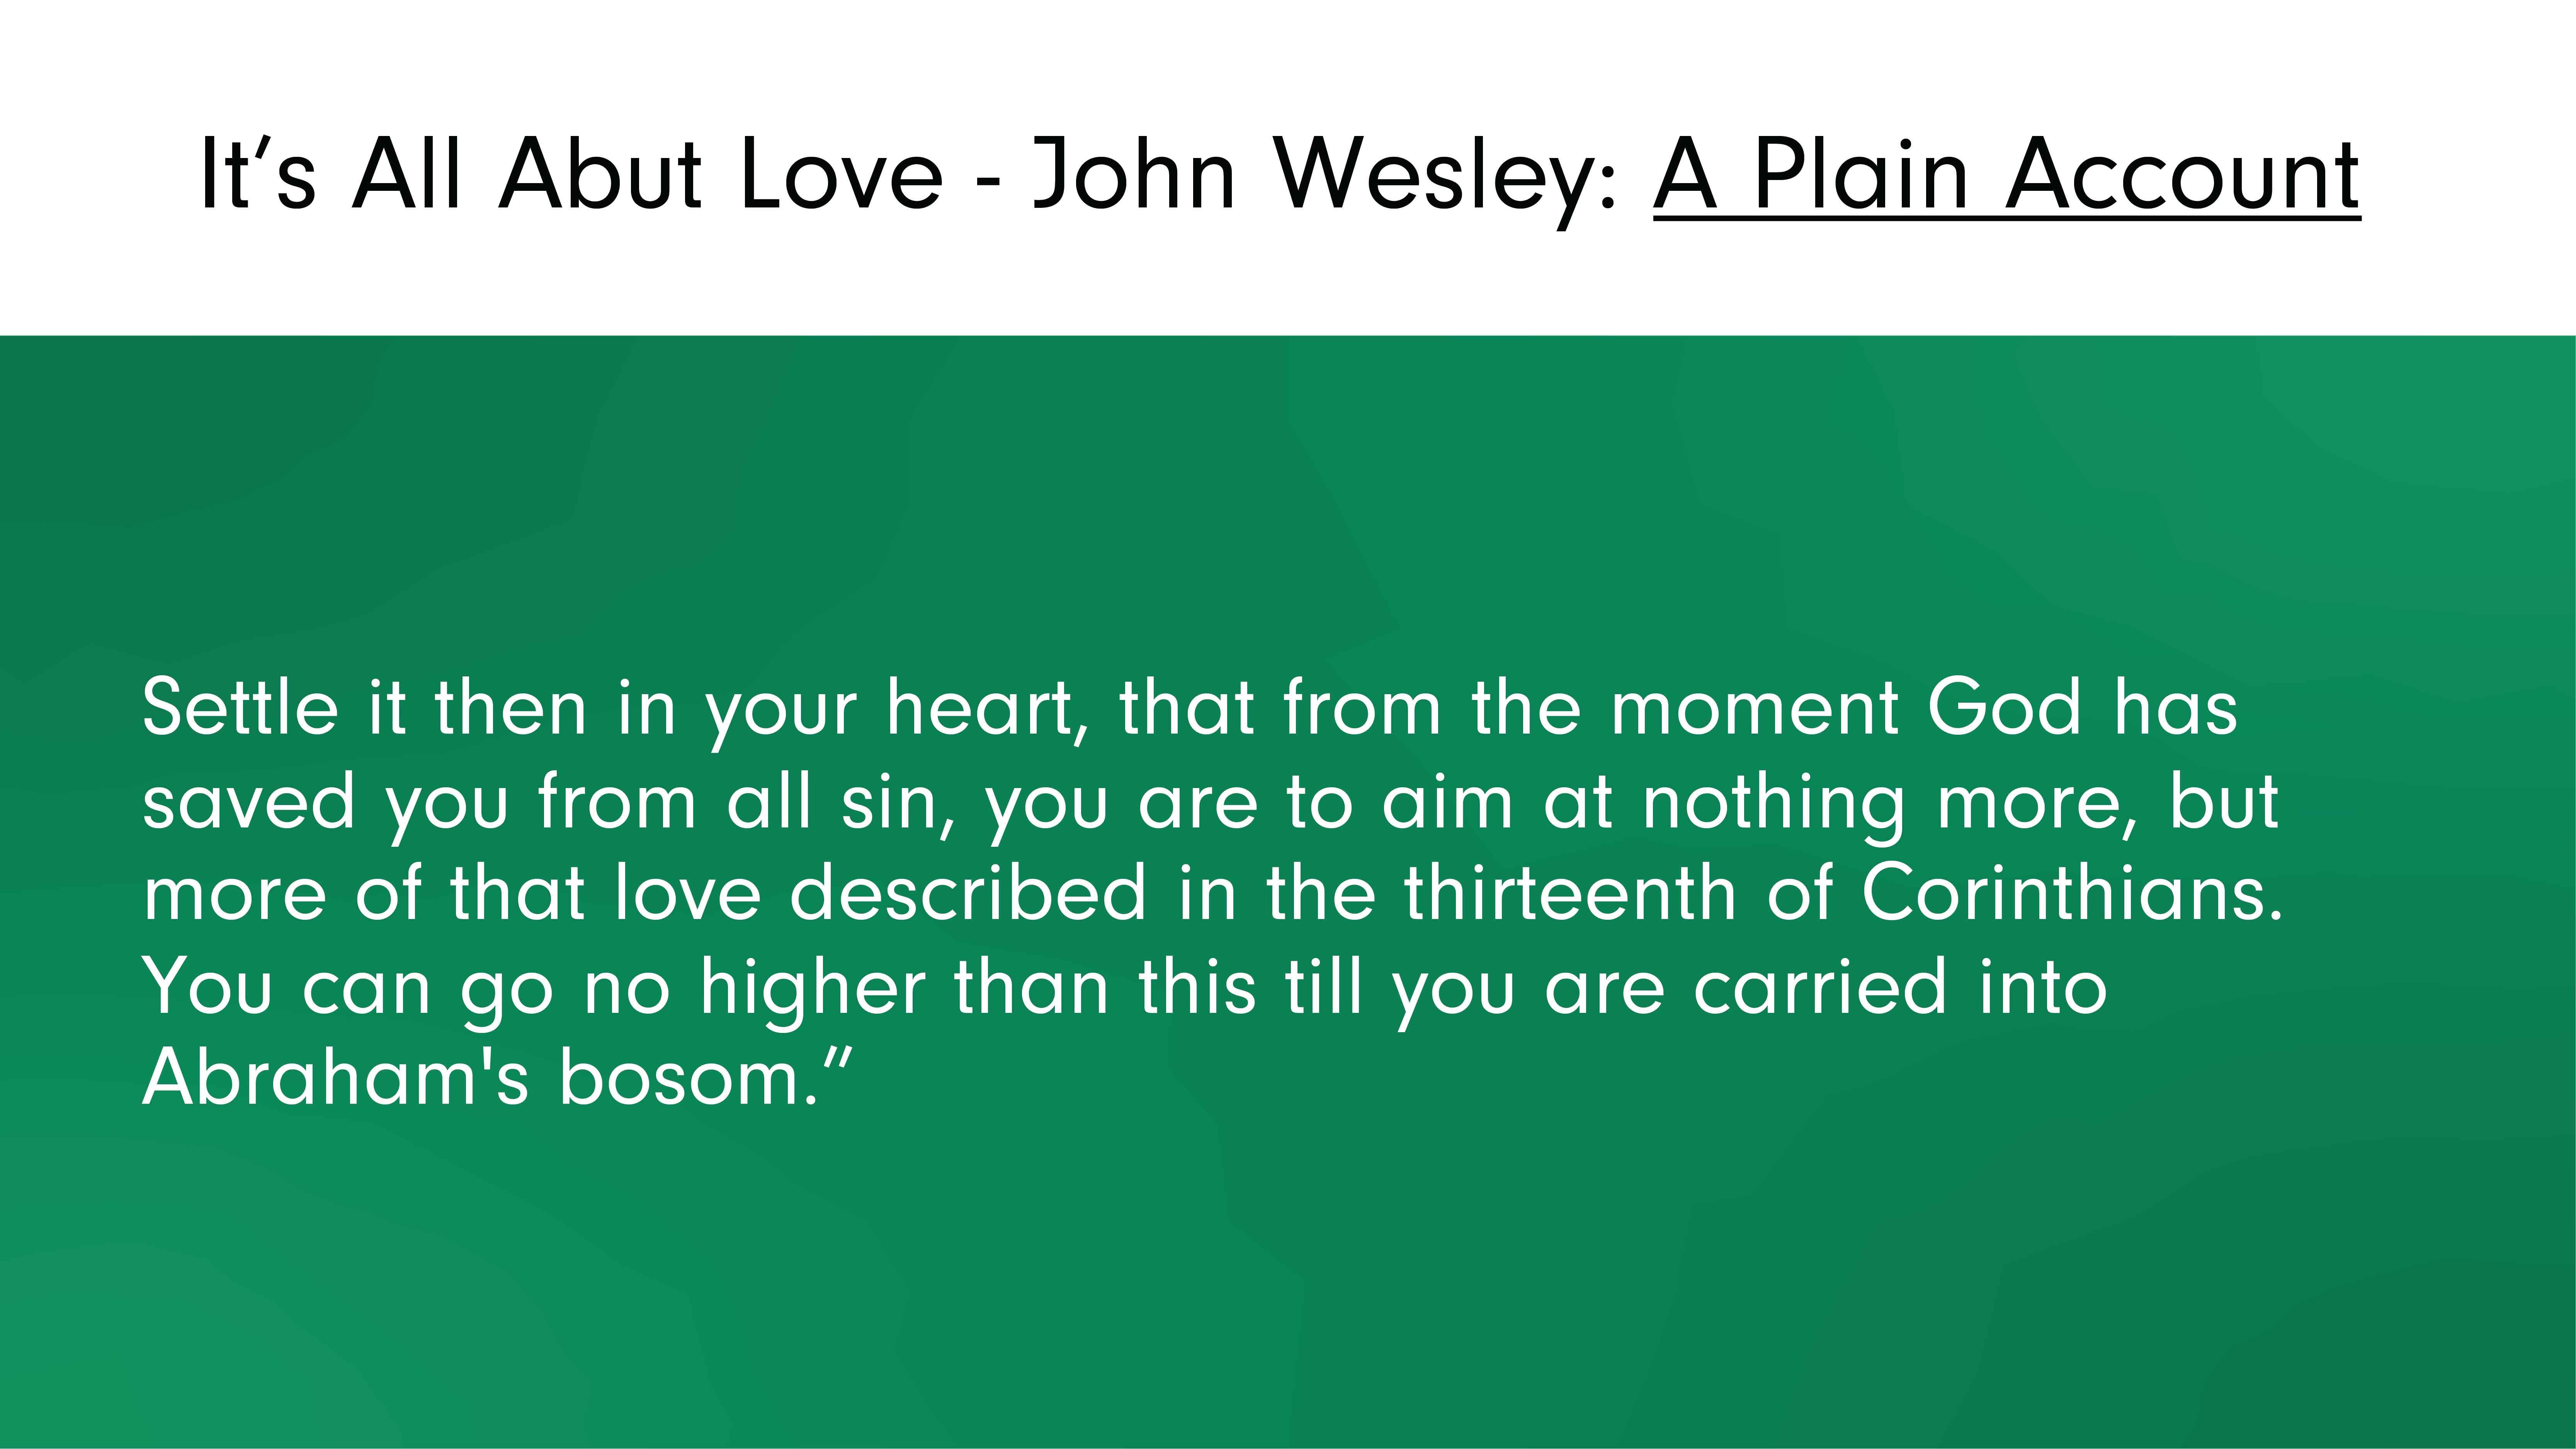 It’s All Abut Love - John Wesley: A Plain Account
Settle it then in your heart, that from the moment God has
saved you from all sin, you are to aim at nothing more, but
more of that love described in the thirteenth of Corinthians.
You can go no higher than this till you are carried into
Abraham's bosom.”